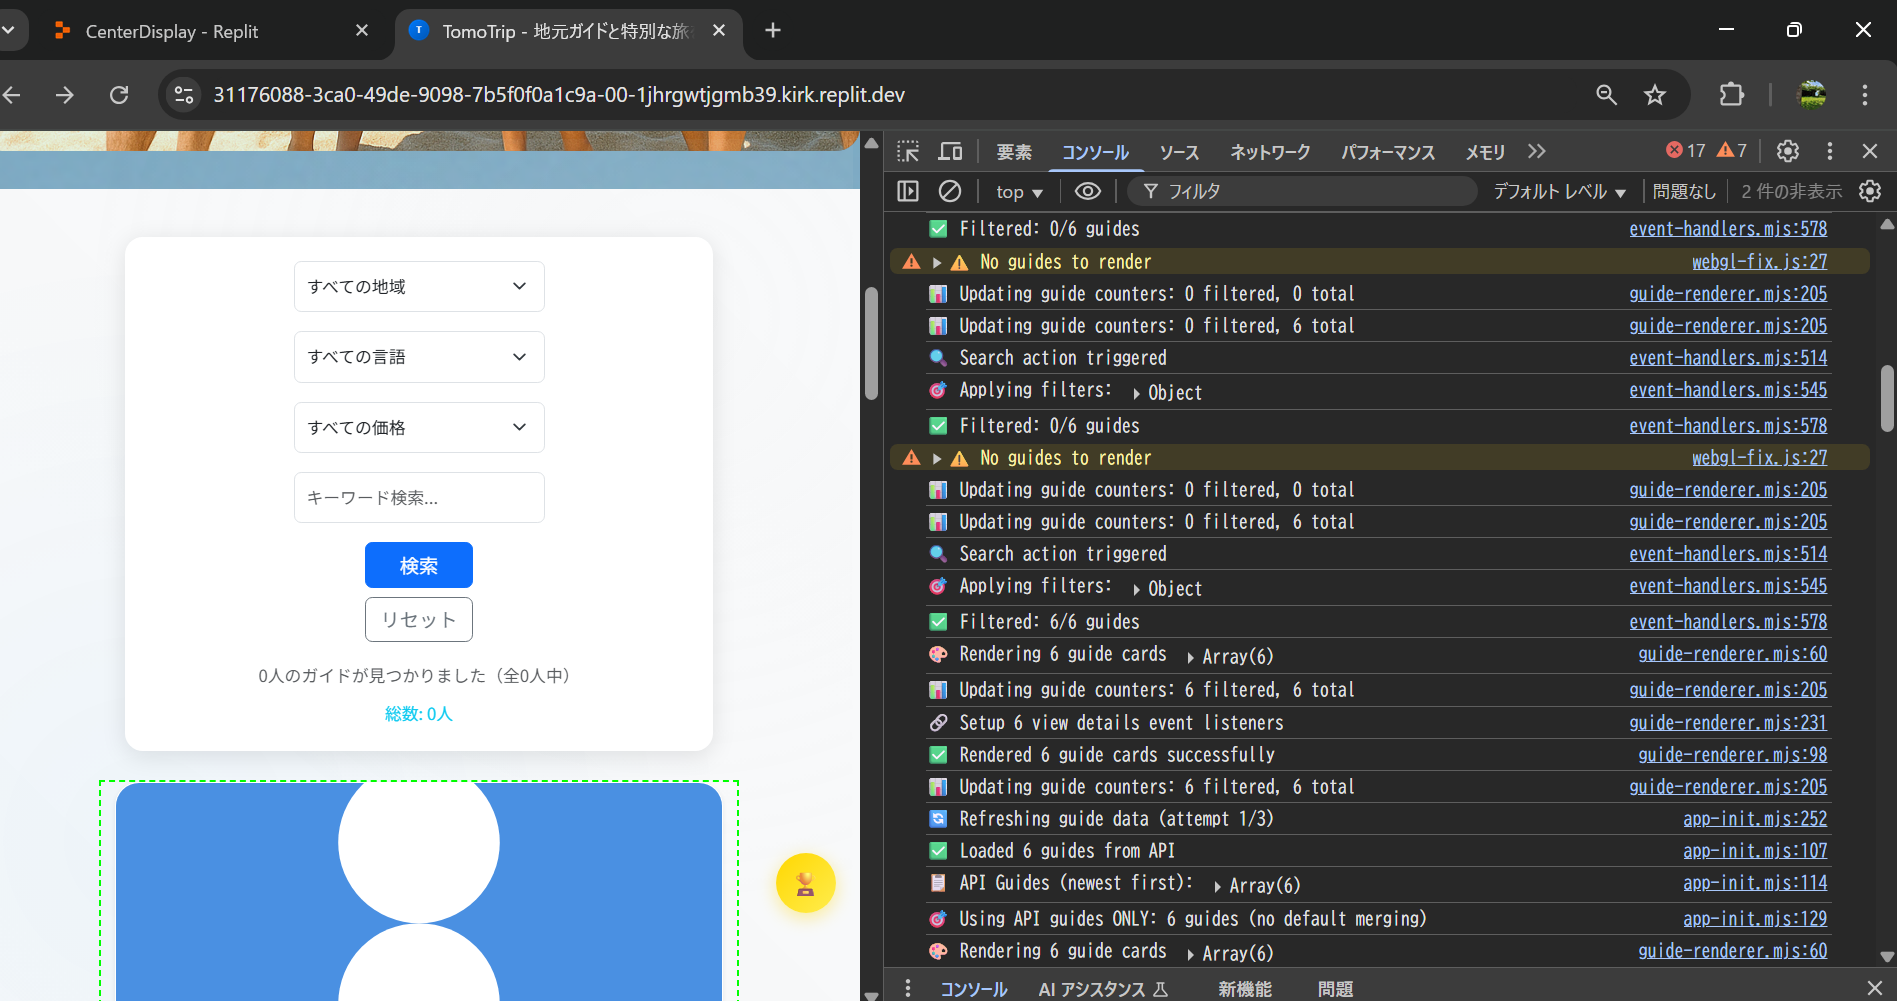 CenterDisplay - Replit
TomoTrip - 地元ガイドと特別な旅
31176088-3ca0-49de-9098-7b5f0f0a1c9a-00-1jhrgwtjgmb39.kirk.replit.dev
要素 コンソール ソース ネットワーク パフォーマンス メモリ 17 7
top フィルタ デフォルト レベル 問題なし 2 件の非表示
すべての地域
すべての言語
すべての価格
キーワード検索...
検索
リセット
0人のガイドが見つかりました（全0人中）
総数: 0人
Filtered: 0/6 guides event-handlers.mjs:578
No guides to render webgl-fix.js:27
Updating guide counters: 0 filtered, 0 total guide-renderer.mjs:205
Updating guide counters: 0 filtered, 6 total guide-renderer.mjs:205
Search action triggered event-handlers.mjs:514
Applying filters: Object event-handlers.mjs:545
Filtered: 0/6 guides event-handlers.mjs:578
No guides to render webgl-fix.js:27
Updating guide counters: 0 filtered, 0 total guide-renderer.mjs:205
Updating guide counters: 0 filtered, 6 total guide-renderer.mjs:205
Search action triggered event-handlers.mjs:514
Applying filters: Object event-handlers.mjs:545
Filtered: 6/6 guides event-handlers.mjs:578
Rendering 6 guide cards Array(6) guide-renderer.mjs:60
Updating guide counters: 6 filtered, 6 total guide-renderer.mjs:205
Setup 6 view details event listeners guide-renderer.mjs:231
Rendered 6 guide cards successfully guide-renderer.mjs:98
Updating guide counters: 6 filtered, 6 total guide-renderer.mjs:205
Refreshing guide data (attempt 1/3) app-init.mjs:252
Loaded 6 guides from API app-init.mjs:107
API Guides (newest first): Array(6) app-init.mjs:114
Using API guides ONLY: 6 guides (no default merging) app-init.mjs:129
Rendering 6 guide cards Array(6) guide-renderer.mjs:60
コンソール AI アシスタンス 新機能 問題